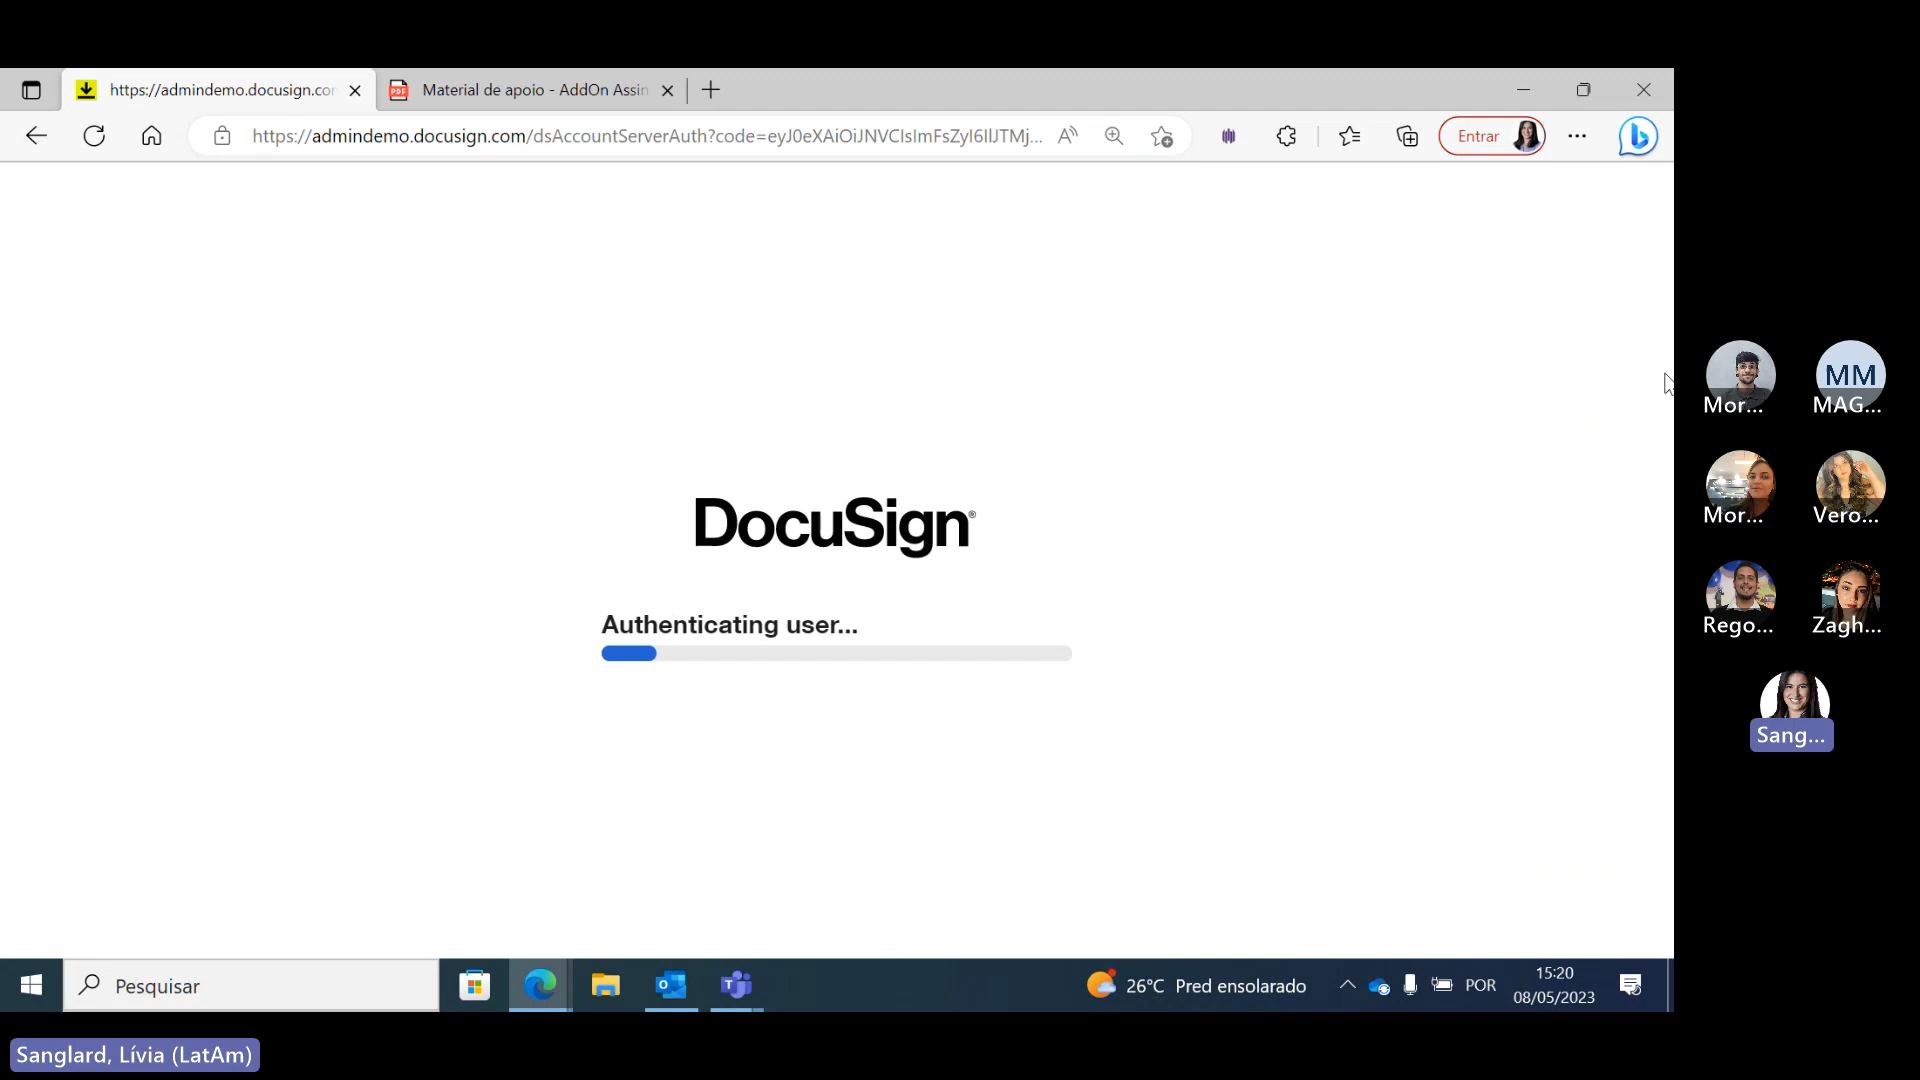 https://admindemo.docusign.cor
Material de apoio - AddOn Assin
https://admindemo.docusign.com/dsAccountServerAuth?code=eyJ0eXAiOiJNVCIsImFsZyI6IlJTMj...
Entrar
DocuSign®
Authenticating user...
Mor...
MM
MAG...
Mor...
Vero...
Rego...
Zagh...
Sang...
Pesquisar
26°C Pred ensolarado
POR
15:20
08/05/2023
Sanglard, Lívia (LatAm)